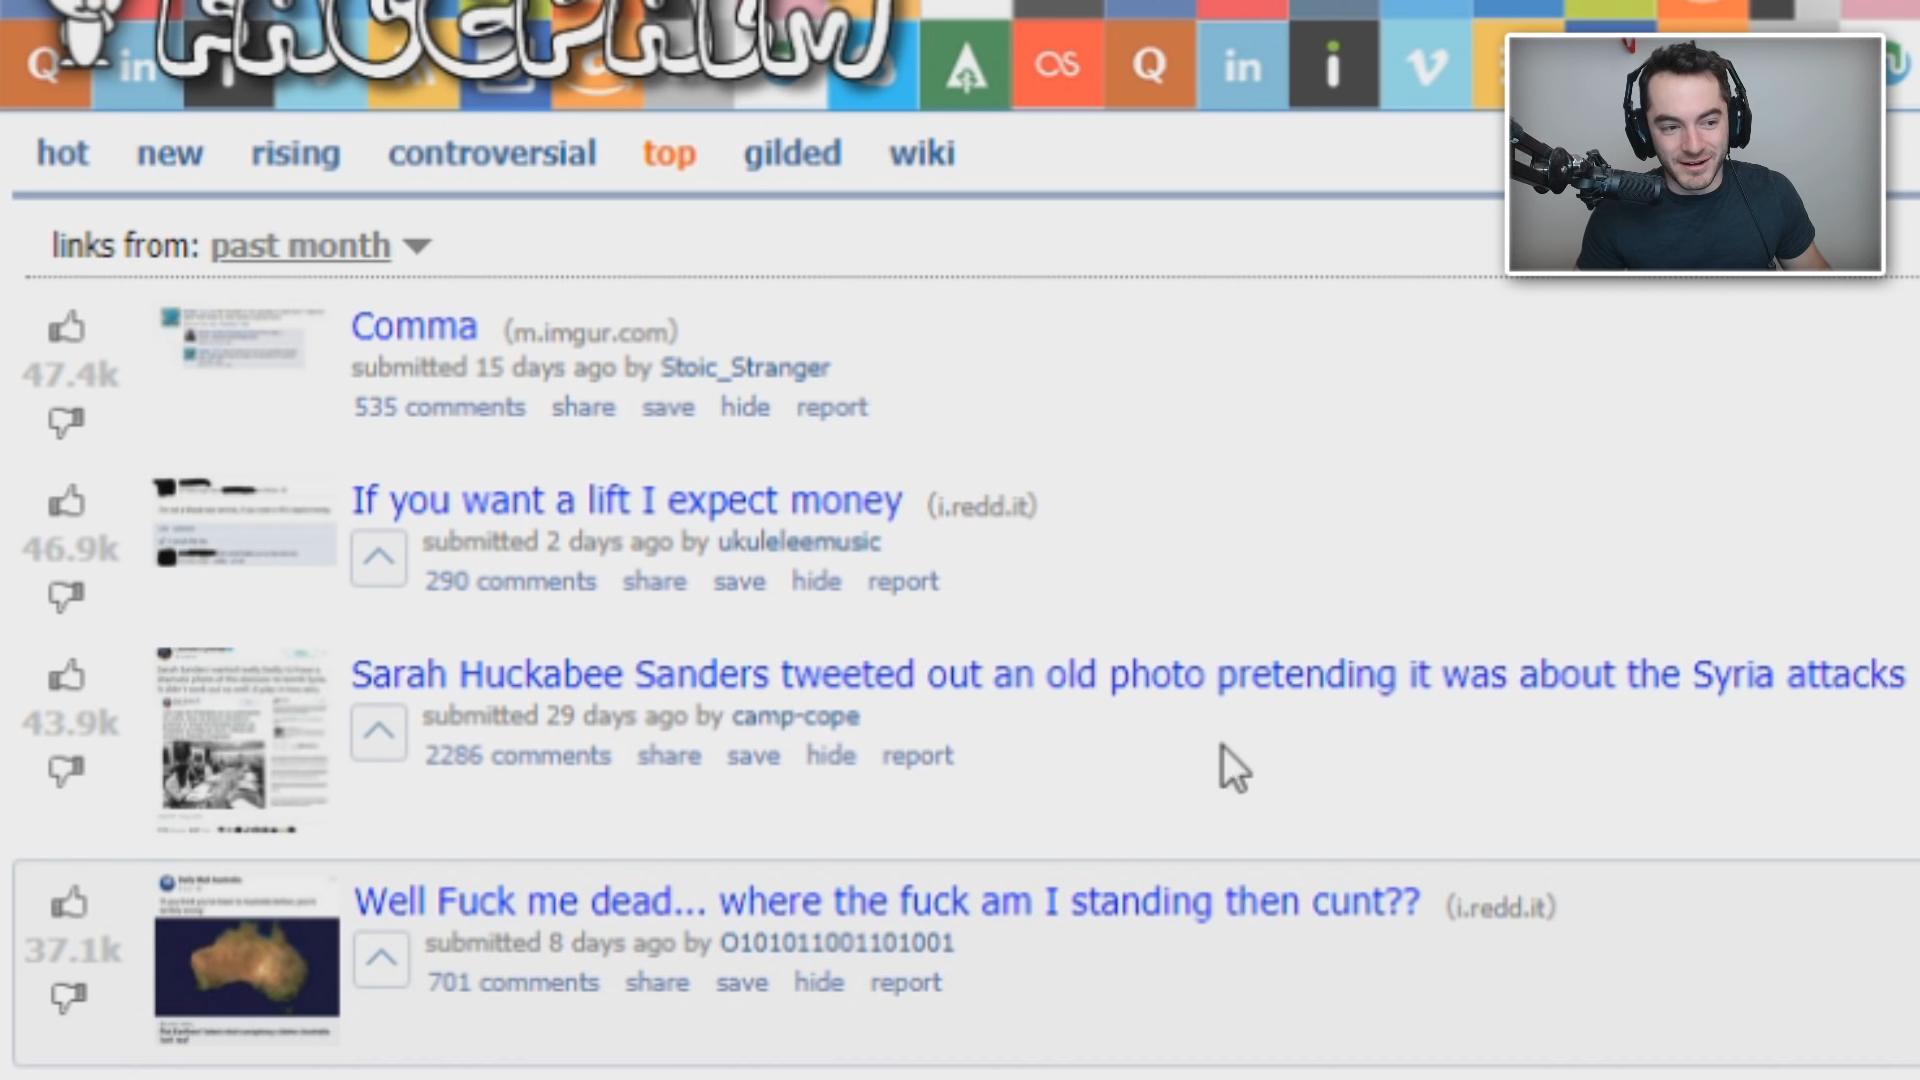 FACEPALM
hot new rising controversial top gilded wiki
links from: past month
Comma (m.imgur.com)
47.4k
submitted 15 days ago by Stoic_Stranger
535 comments share save hide report
If you want a lift I expect money (i.redd.it)
46.9k
submitted 2 days ago by ukuleleemusic
290 comments share save hide report
Sarah Huckabee Sanders tweeted out an old photo pretending it was about the Syria attacks
43.9k
submitted 29 days ago by camp-cope
2286 comments share save hide report
Well Fuck me dead... where the fuck am I standing then cunt?? (i.redd.it)
37.1k
submitted 8 days ago by O101011001101001
701 comments share save hide report